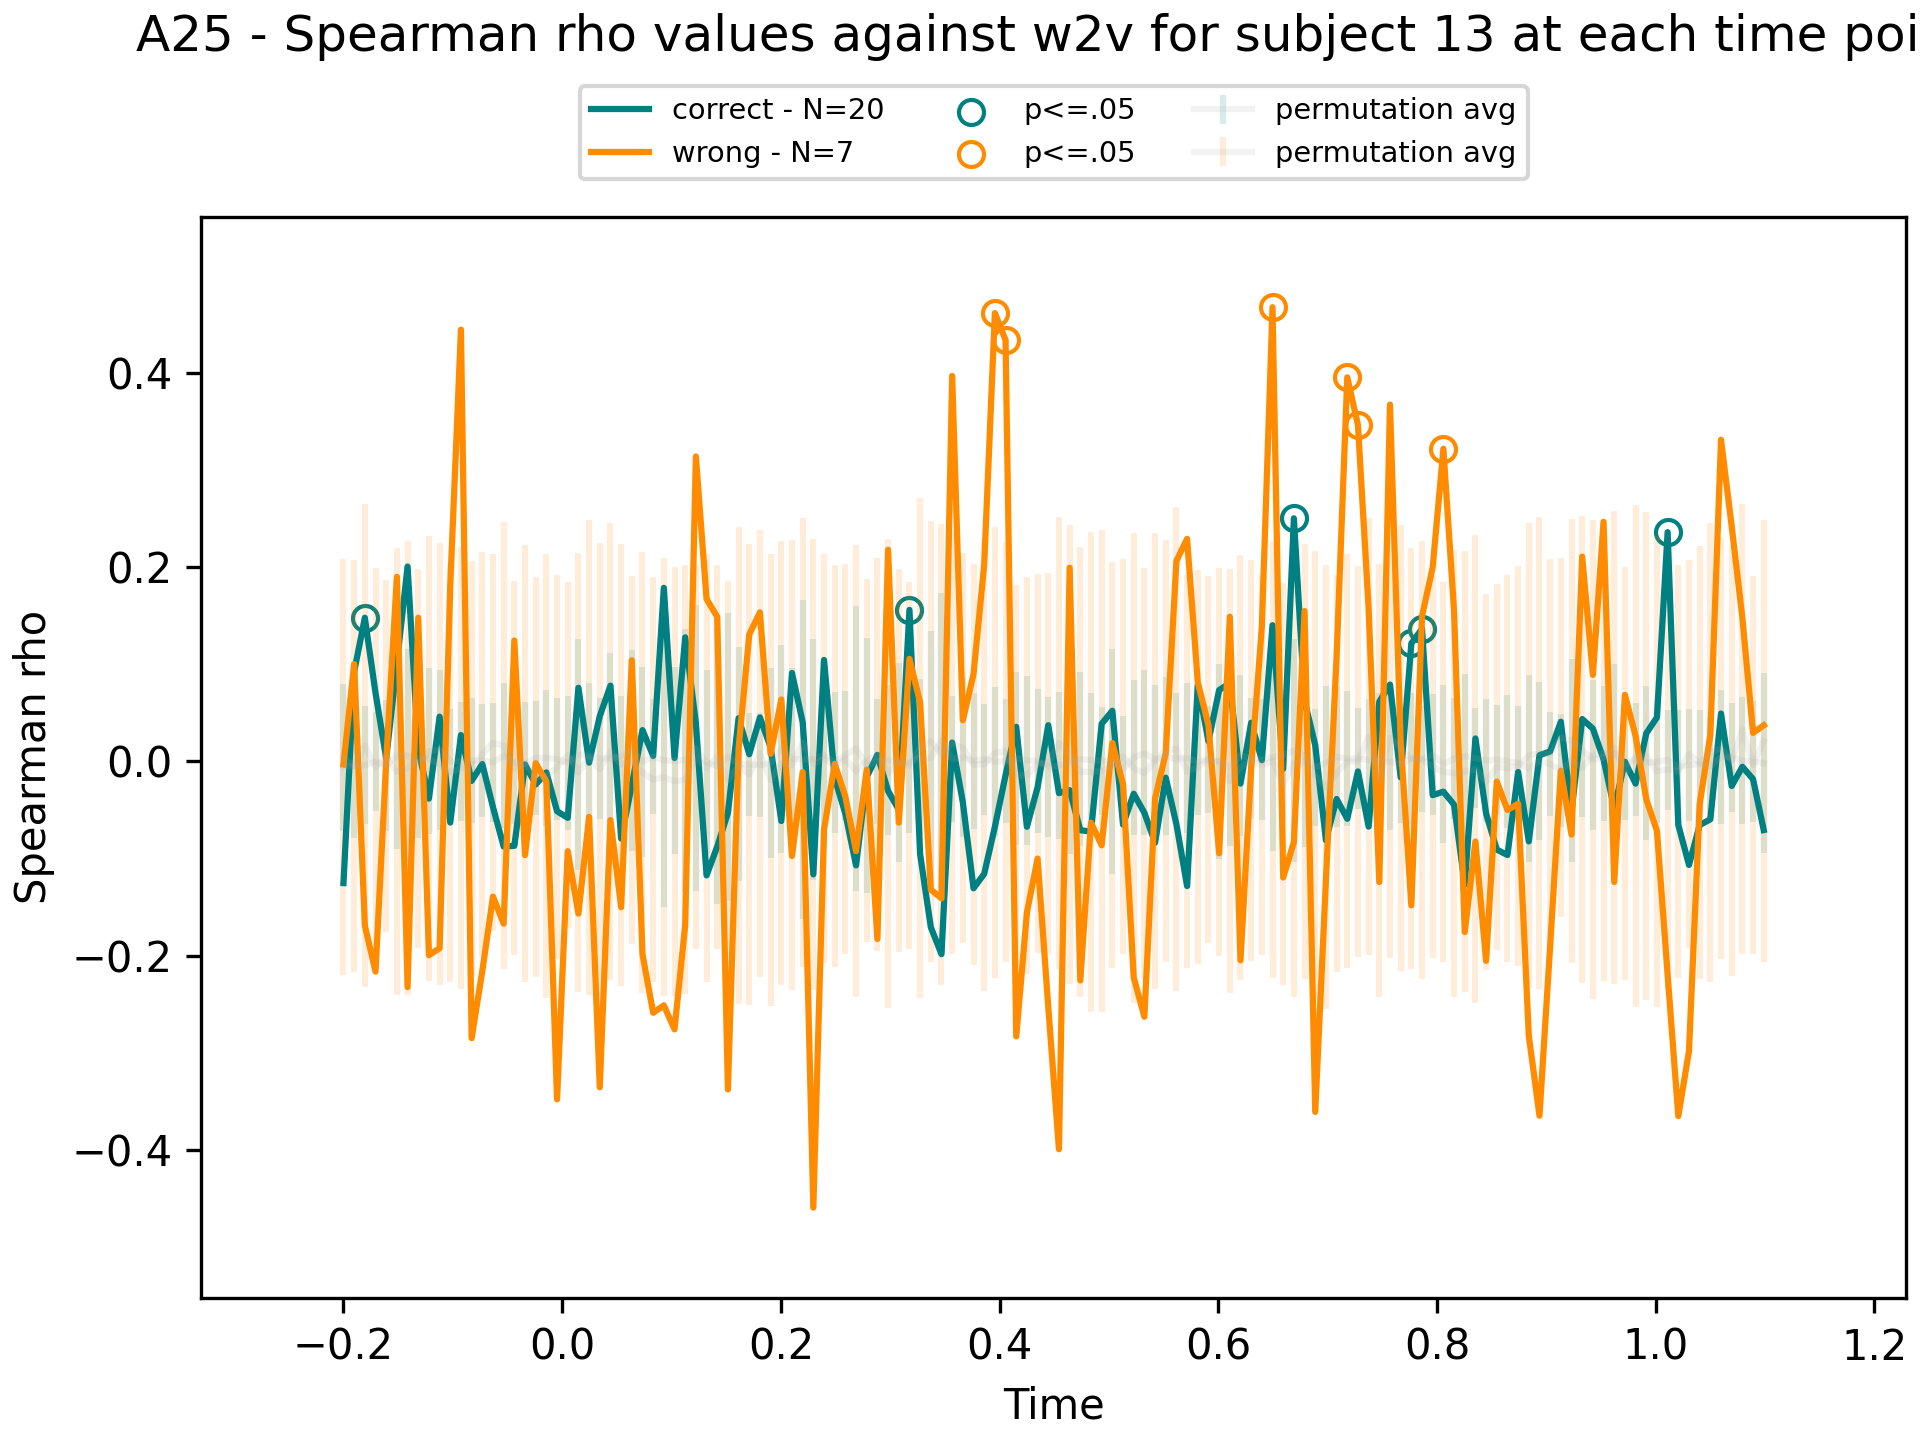 A25 - Spearman rho values against w2v for subject 13 at each time poi
correct - N=20 p<=.05 permutation avg
wrong - N=7 p<=.05 permutation avg
Spearman rho
0.4
0.2
0.0
−0.2
−0.4
−0.2 0.0 0.2 0.4 0.6 0.8 1.0 1.2
Time